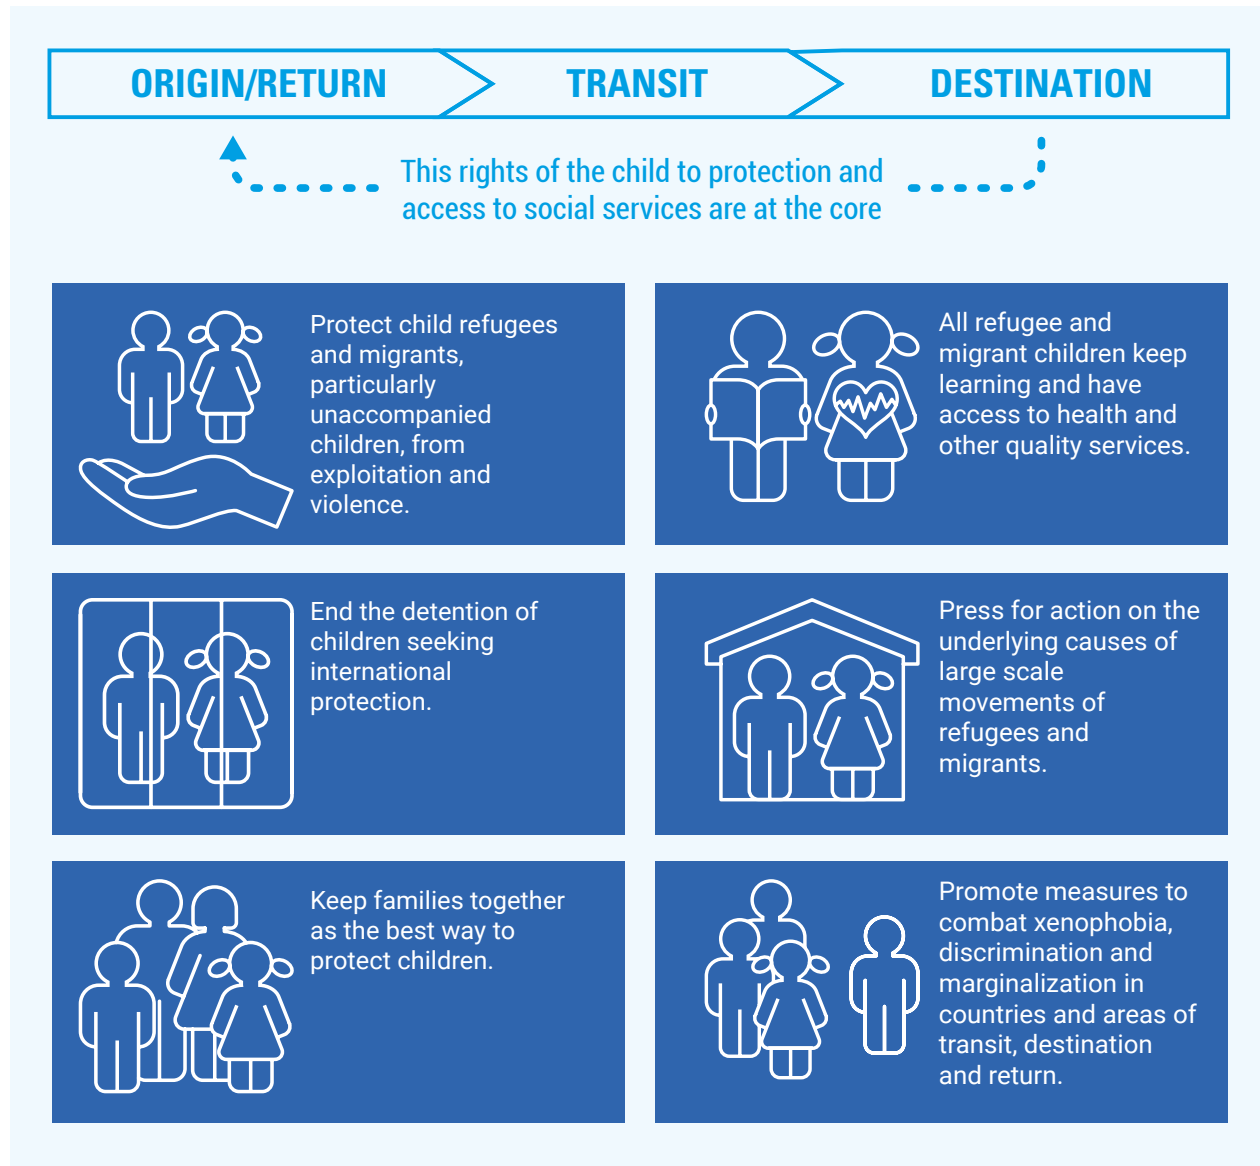 ORIGIN/RETURN
TRANSIT
DESTINATION
This rights of the child to protection and
access to social services are at the core
Protect child refugees
and migrants,
particularly
unaccompanied
children, from
exploitation and
violence.
All refugee and
migrant children keep
learning and have
access to health and
other quality services.
End the detention of
children seeking
international
protection.
Press for action on the
underlying causes of
large scale
movements of
refugees and
migrants.
Keep families together
as the best way to
protect children.
Promote measures to
combat xenophobia,
discrimination and
marginalization in
countries and areas of
transit, destination
and return.